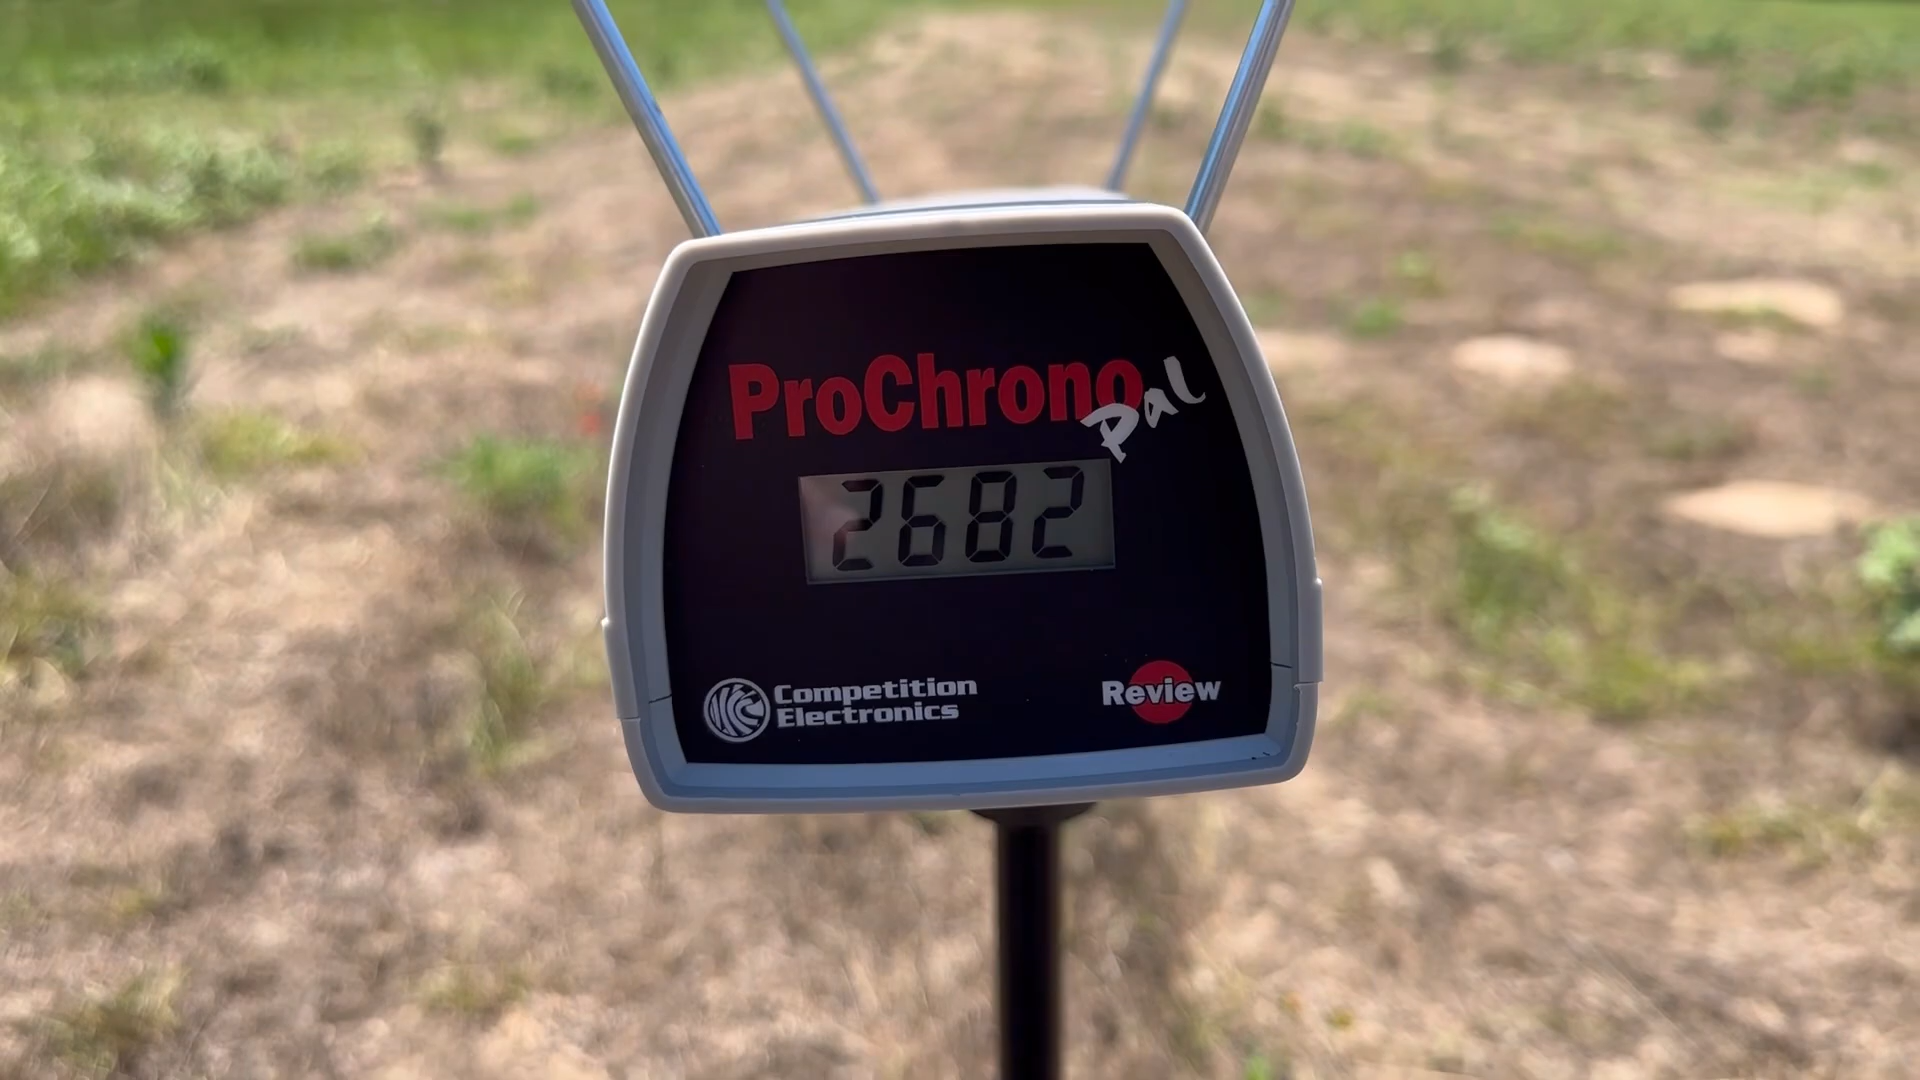 ProChrono
Pal
2682
Competition
Electronics
Review